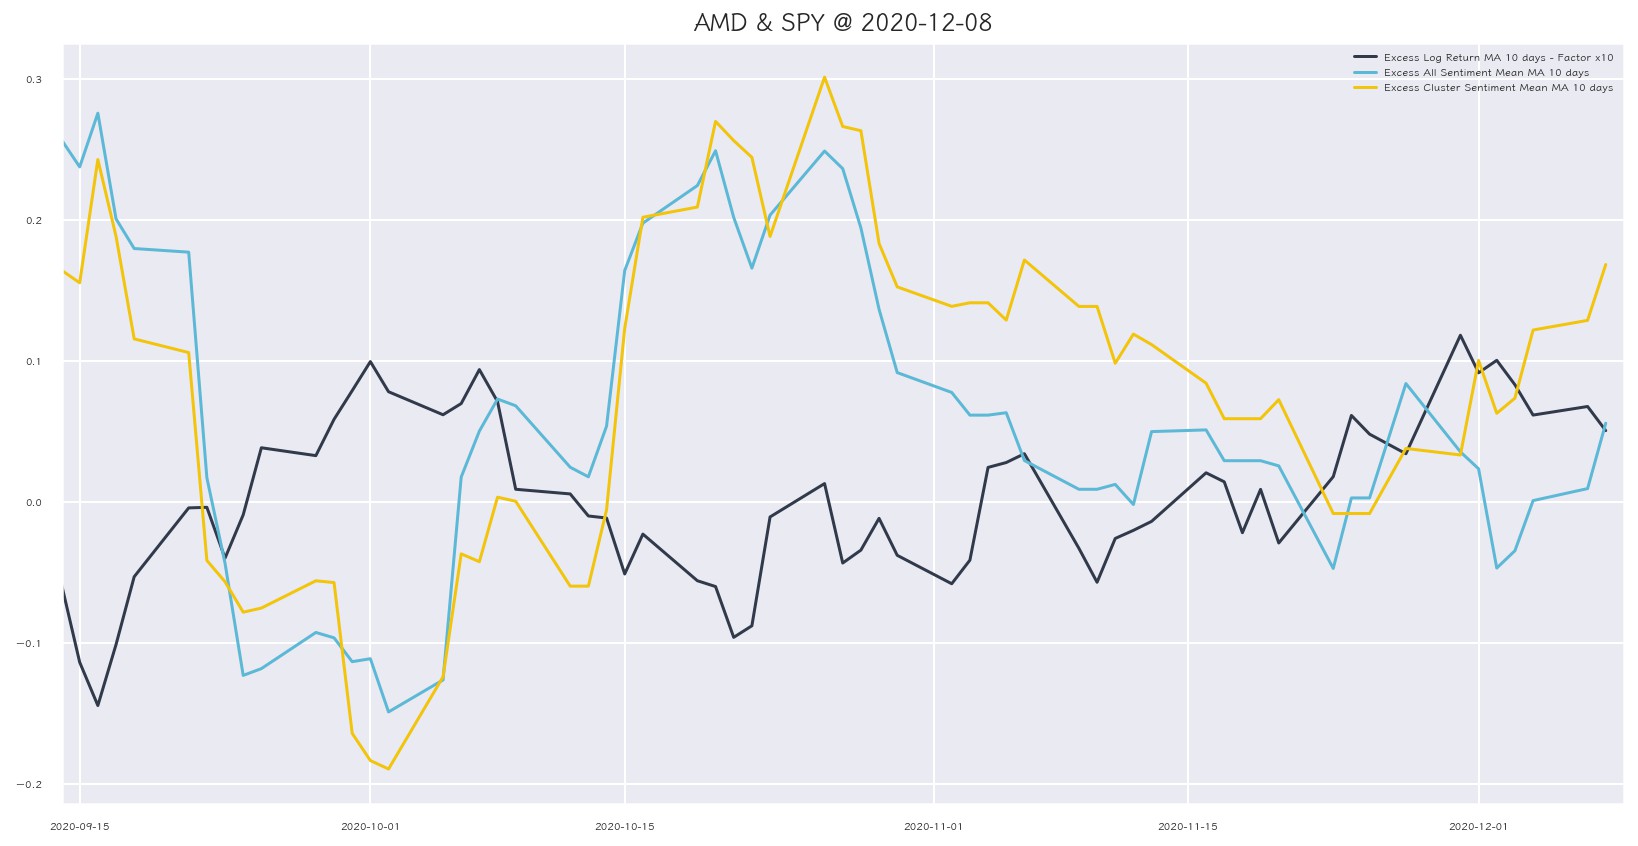 AMD & SPY @ 2020-12-08
Excess Log Return MA 10 days - Factor x10
Excess All Sentiment Mean MA 10 days
Excess Cluster Sentiment Mean MA 10 days
0.3
0.2
0.1
0.0
−0.1
−0.2
2020-09-15 2020-10-01 2020-10-15 2020-11-01 2020-11-15 2020-12-01